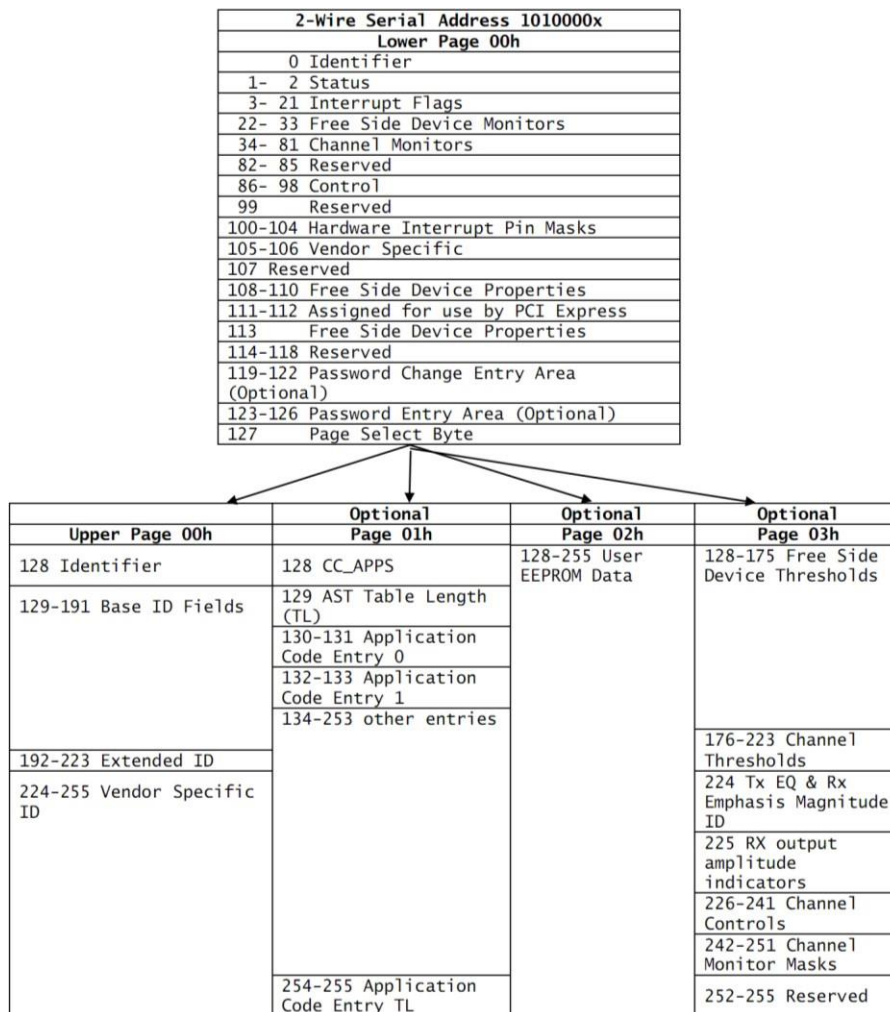 2-Wire Serial Address 1010000x
Lower Page 00h
0 Identifier
1- 2 Status
3- 21 Interrupt Flags
22- 33 Free Side Device Monitors
34- 81 Channel Monitors
82- 85 Reserved
86- 98 Control
99 Reserved
100-104 Hardware Interrupt Pin Masks
105-106 Vendor Specific
107 Reserved
108-110 Free Side Device Properties
111-112 Assigned for use by PCI Express
113 Free Side Device Properties
114-118 Reserved
119-122 Password Change Entry Area
(Optional)
123-126 Password Entry Area (Optional)
127 Page Select Byte
Upper Page 00h
128 Identifier
129-191 Base ID Fields
192-223 Extended ID
224-255 Vendor Specific
ID
Optional
Page 01h
128 CC_APPS
129 AST Table Length
(TL)
130-131 Application
Code Entry 0
132-133 Application
Code Entry 1
134-253 other entries
254-255 Application
Code Entry TL
Optional
Page 02h
128-255 User
EEPROM Data
Optional
Page 03h
128-175 Free Side
Device Thresholds
176-223 Channel
Thresholds
224 Tx EQ & Rx
Emphasis Magnitude
ID
225 RX output
amplitude
indicators
226-241 Channel
Controls
242-251 Channel
Monitor Masks
252-255 Reserved